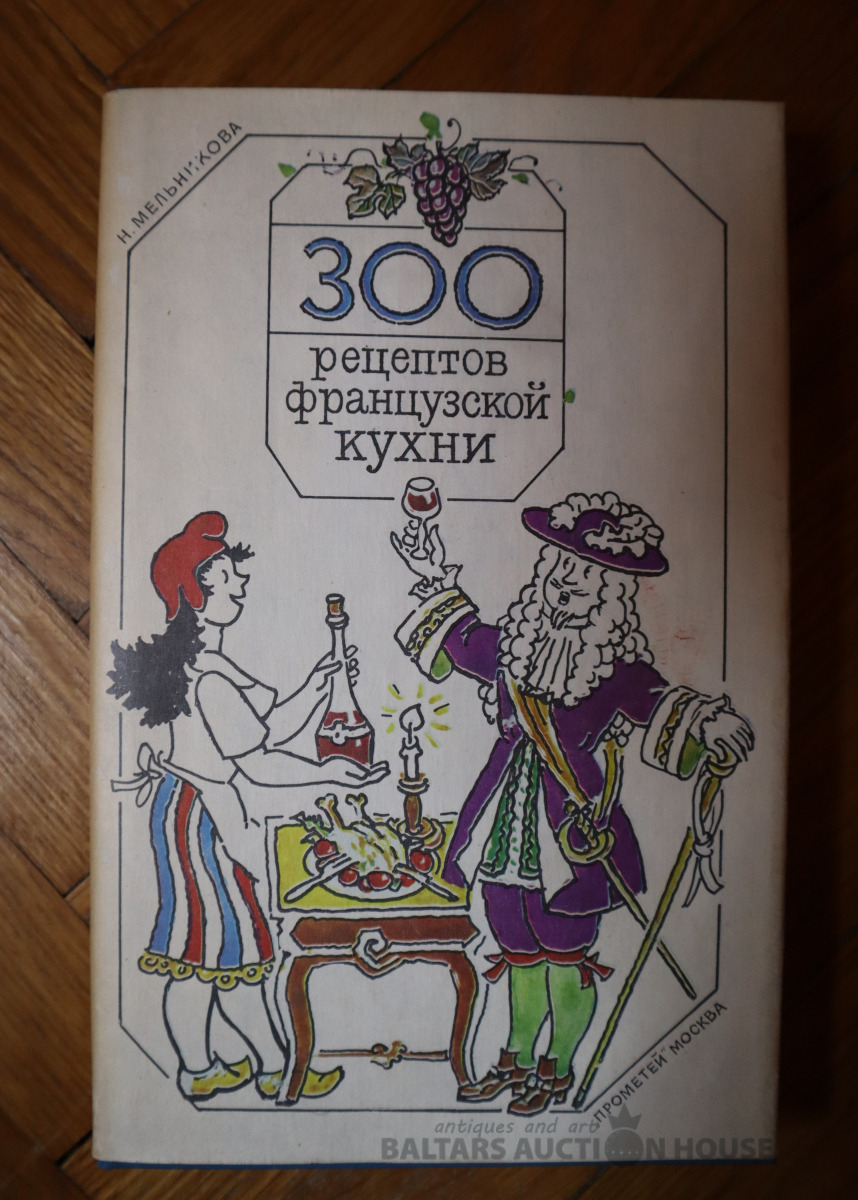 Н. МЕЛЬНИКОВА
300
рецептов
французской
кухни
"ПРОМЕТЕЙ" МОСКВА
antiques and art
BALTARS AUCTION HOUSE